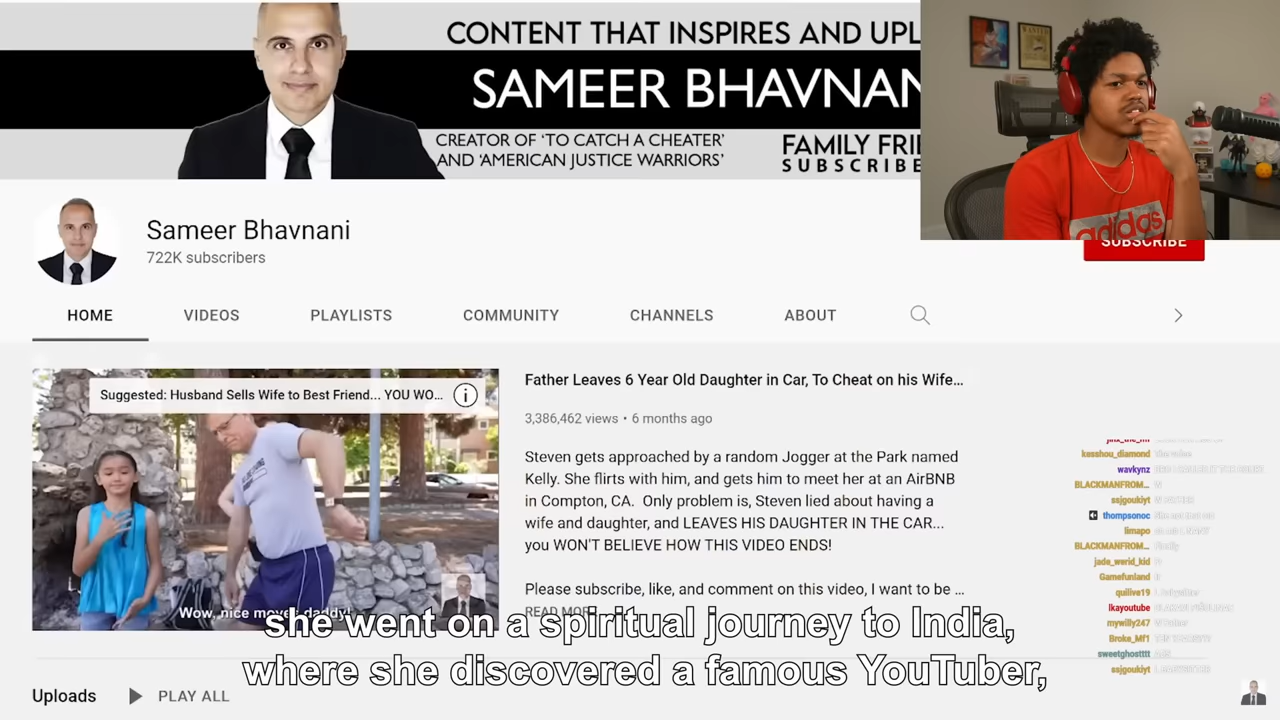 CONTENT THAT INSPIRES AND UPL
SAMEER BHAVNAN
CREATOR OF 'TO CATCH A CHEATER'
AND 'AMERICAN JUSTICE WARRIORS'
FAMILY FRIE
SUBSCRIBE
adidas
Sameer Bhavnani
722K subscribers
SUBSCRIBE
HOME
VIDEOS
PLAYLISTS
COMMUNITY
CHANNELS
ABOUT
Suggested: Husband Sells Wife to Best Friend... YOU WO...
Wow, nice moves daddy!
Father Leaves 6 Year Old Daughter in Car, To Cheat on his Wife...
3,386,462 views • 6 months ago
Steven gets approached by a random Jogger at the Park named
Kelly. She flirts with him, and gets him to meet her at an AirBNB
in Compton, CA. Only problem is, Steven lied about having a
wife and daughter, and LEAVES HIS DAUGHTER IN THE CAR...
you WON'T BELIEVE HOW THIS VIDEO ENDS!
Please subscribe, like, and comment on this video, I want to be ...
READ MORE
she went on a spiritual journey to India,
where she discovered a famous YouTuber,
kusshou_diamond
wavkynz
BLACKMANFROM...
ssjgoukiyt
thompsonoc
limapo
BLACKMANFROM...
jade_werid_kid
Gamefunland
quilive19
lkayoutube
mywilly247
Broke_Mf1
sweetghostttt
ssjgoukiyt
Uploads
PLAY ALL